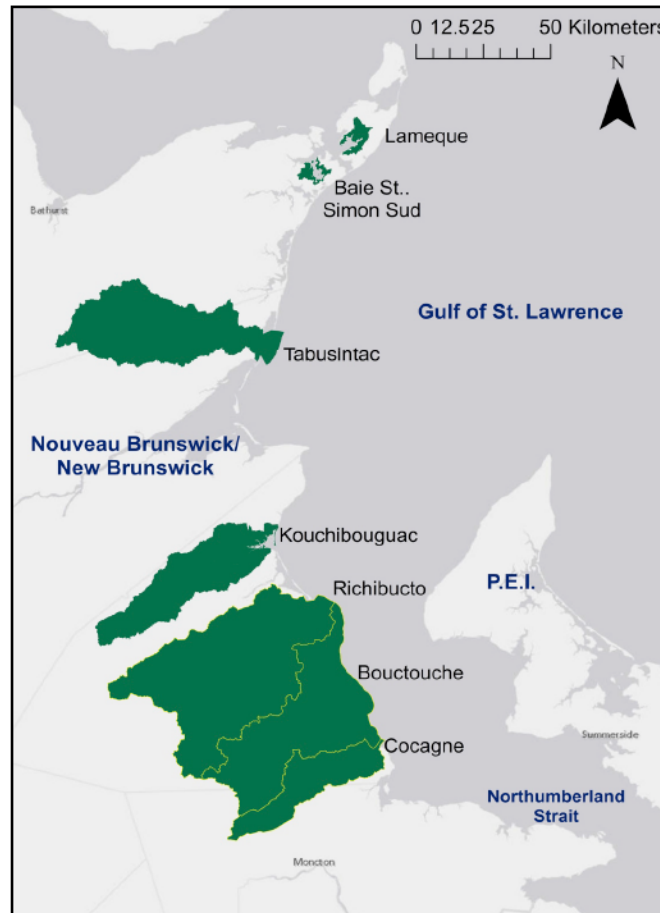 0 12.525 50 Kilometers
N
Lameque
Baie St..
Simon Sud
Bathurst
Gulf of St. Lawrence
Tabusintac
Nouveau Brunswick/
New Brunswick
Kouchibouguac
Richibucto
P.E.I.
Bouctouche
Summerside
Cocagne
Northumberland
Strait
Moncton